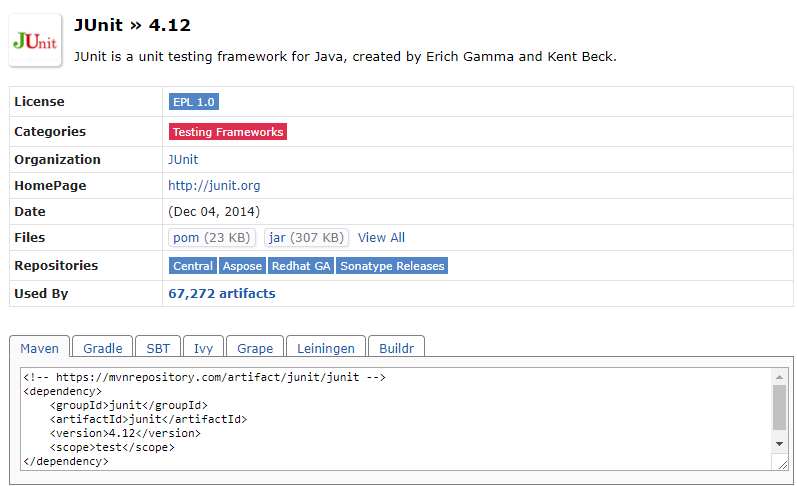 JUnit
JUnit » 4.12
JUnit is a unit testing framework for Java, created by Erich Gamma and Kent Beck.
License EPL 1.0
Categories Testing Frameworks
Organization JUnit
HomePage http://junit.org
Date (Dec 04, 2014)
Files pom (23 KB) jar (307 KB) View All
Repositories Central Aspose Redhat GA Sonatype Releases
Used By 67,272 artifacts
Maven Gradle SBT Ivy Grape Leiningen Buildr
<!-- https://mvnrepository.com/artifact/junit/junit -->
<dependency>
    <groupId>junit</groupId>
    <artifactId>junit</artifactId>
    <version>4.12</version>
    <scope>test</scope>
</dependency>